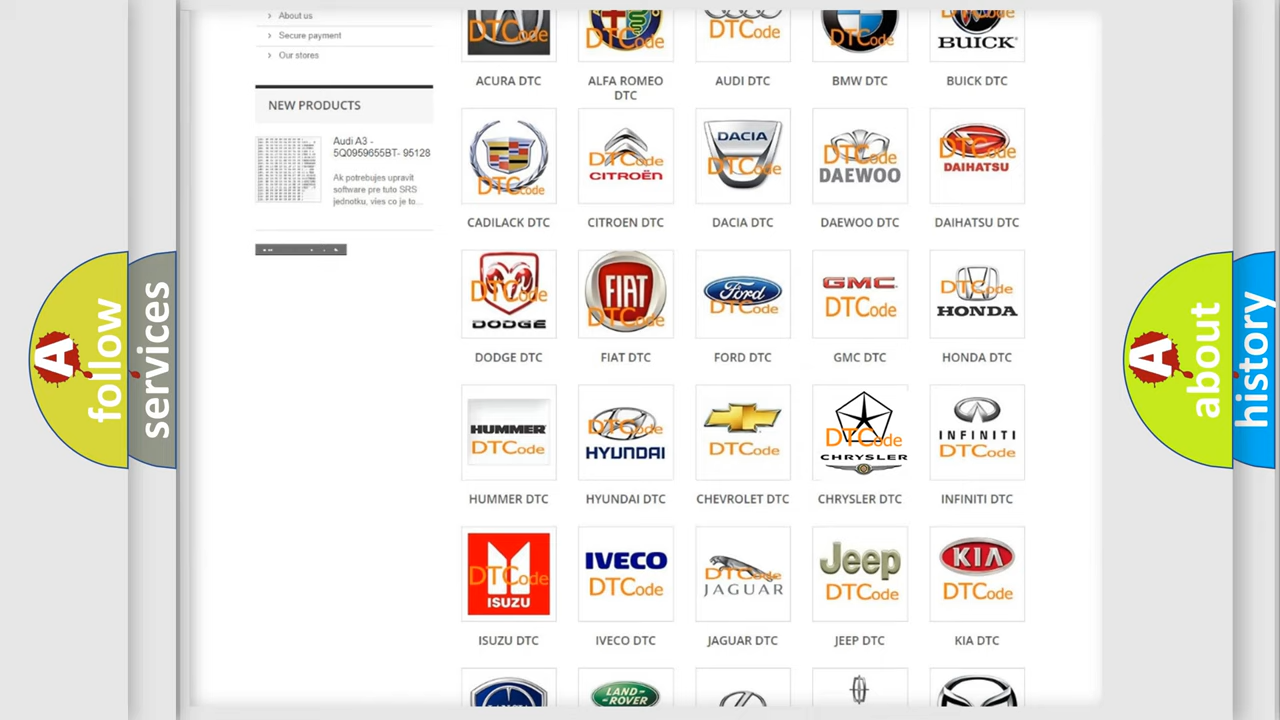 About us
Secure payment
Our stores
NEW PRODUCTS
Audi A3 -
5Q0959655BT- 95128
Ak potrebujes upravit
software pre tuto SRS
jednotku, vies co je to...
DTCode
DTCode
DTCode
DTCode
BUICK
ACURA DTC
ALFA ROMEO
DTC
AUDI DTC
BMW DTC
BUICK DTC
DTCcode
DTCode
CITROËN
DACIA
DTCode
DTCode
DAEWOO
DTCode
DAIHATSU
CADILACK DTC
CITROEN DTC
DACIA DTC
DAEWOO DTC
DAIHATSU DTC
DTCode
DODGE
FIAT
DTCode
Ford
DTCode
GMC
DTCode
DTCode
HONDA
DODGE DTC
FIAT DTC
FORD DTC
GMC DTC
HONDA DTC
HUMMER
DTCode
DTCode
HYUNDAI
DTCode
DTCode
CHRYSLER
INFINITI
DTCode
HUMMER DTC
HYUNDAI DTC
CHEVROLET DTC
CHRYSLER DTC
INFINITI DTC
DTCode
ISUZU
IVECO
DTCode
DTCode
JAGUAR
Jeep
DTCode
KIA
DTCode
ISUZU DTC
IVECO DTC
JAGUAR DTC
JEEP DTC
KIA DTC
LAND-
ROVER
A
follow
services
A
about
history